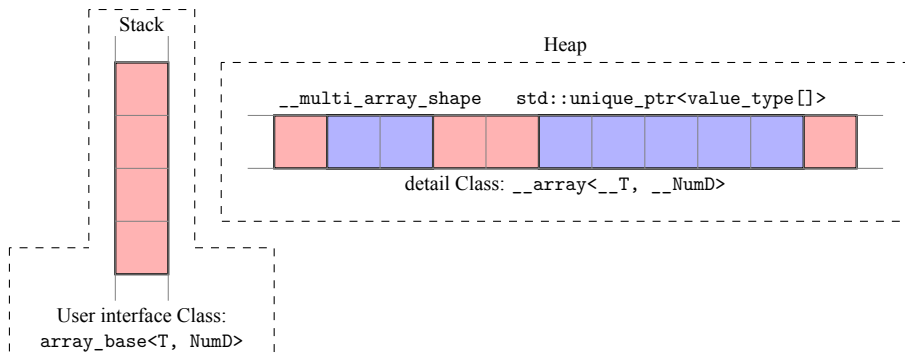 Stack
Heap
__multi_array_shape
std::unique_ptr<value_type[]>
detail Class: __array<__T, __NumD>
User interface Class:
array_base<T, NumD>